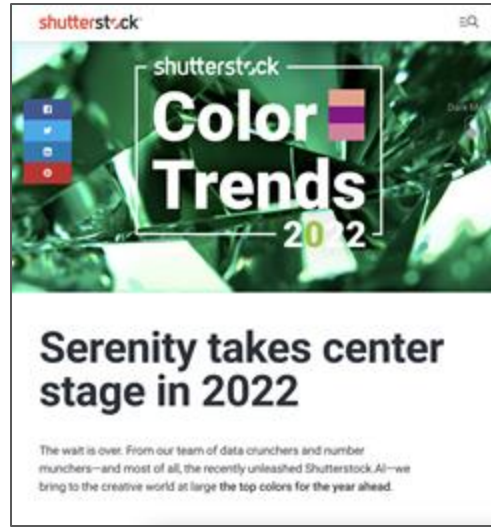 shutterstock
shutterstock
Color
Trends
2022
Serenity takes center
stage in 2022
The wait is over. From our team of data crunchers and number
munchers—and most of all, the recently unleashed Shutterstock.AI—we
bring to the creative world at large the top colors for the year ahead.